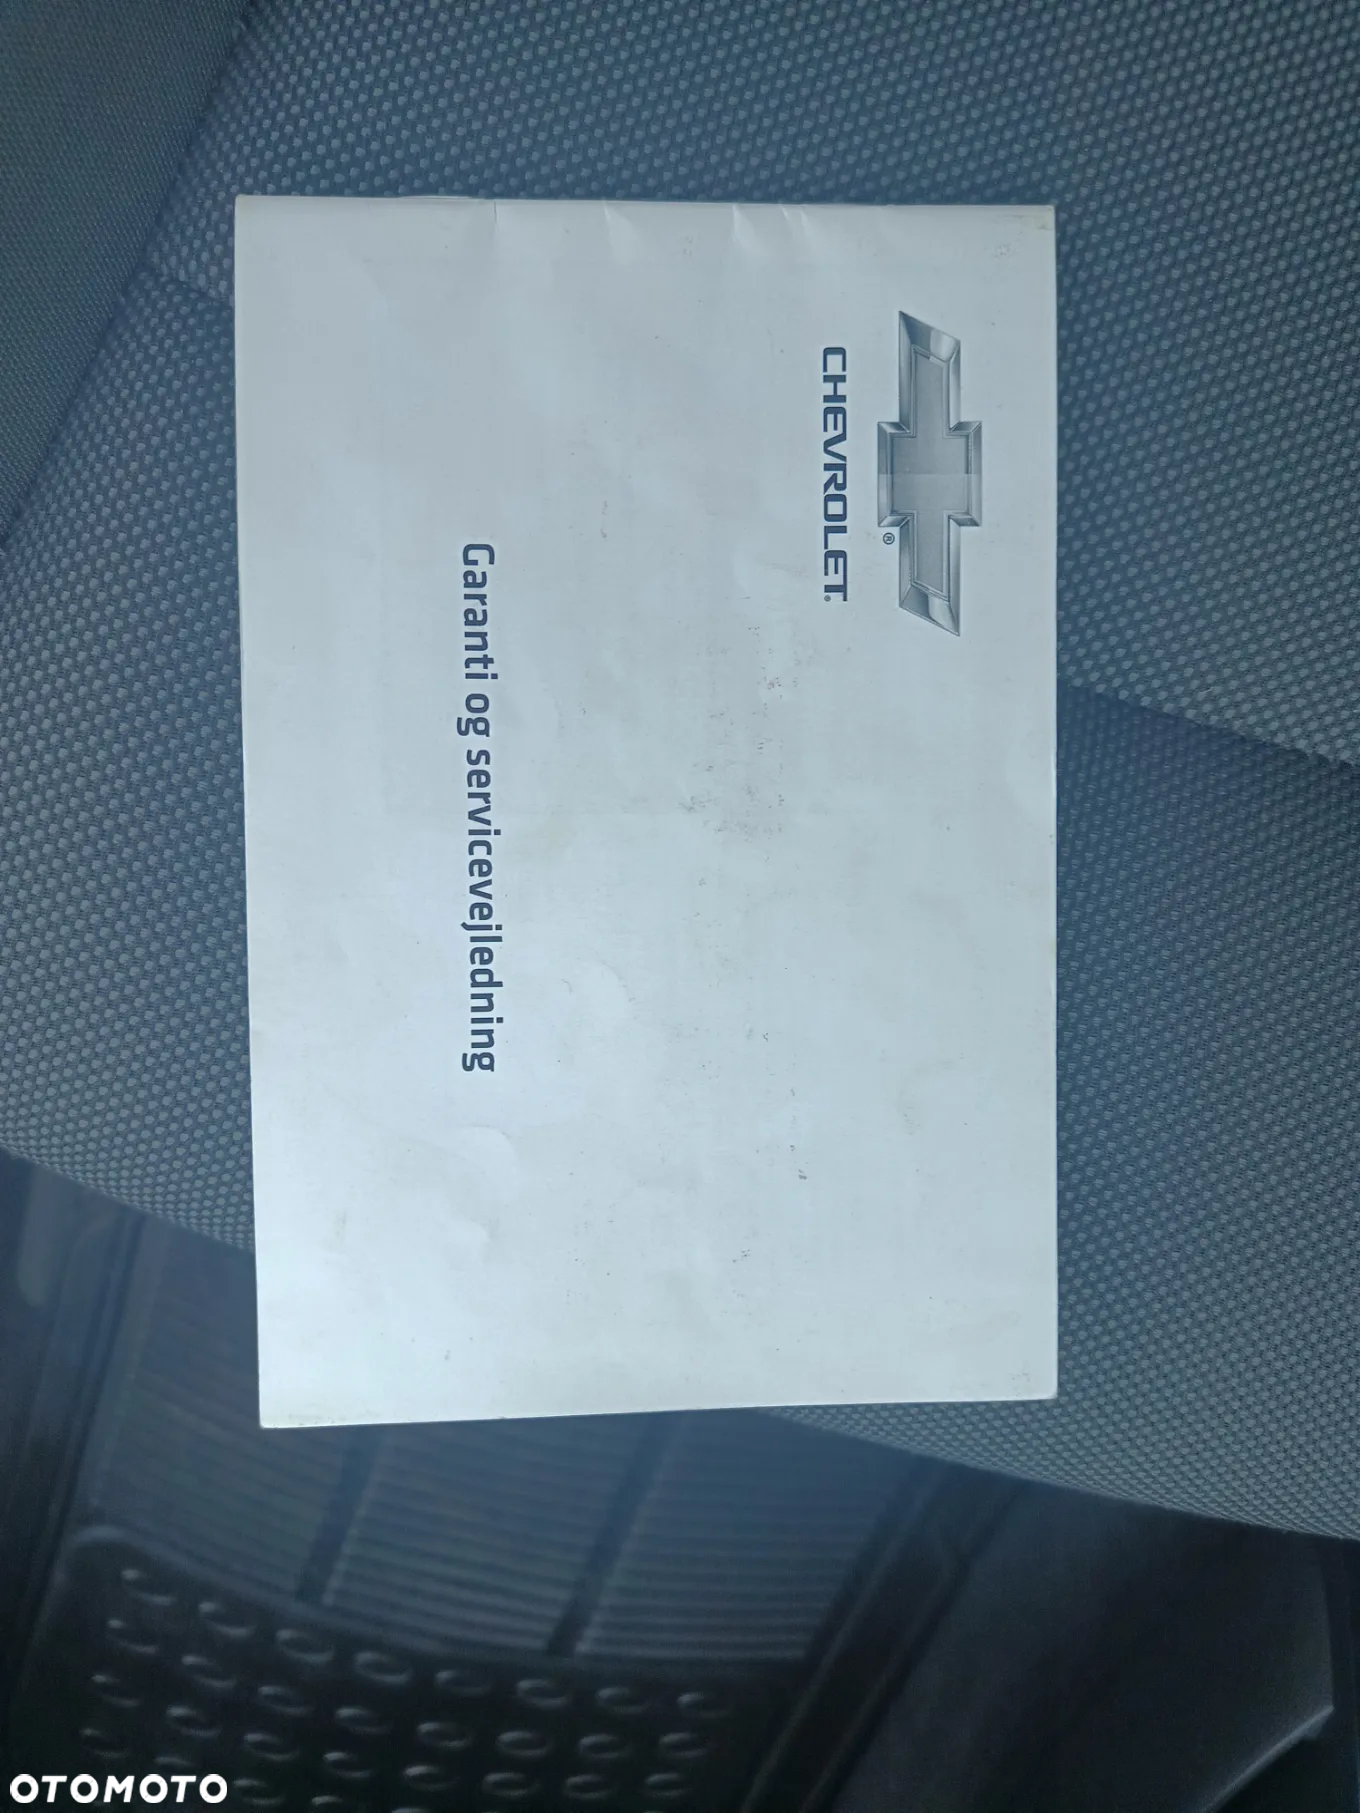 CHEVROLET
Garanti og servicevejledning
OTOMOTO